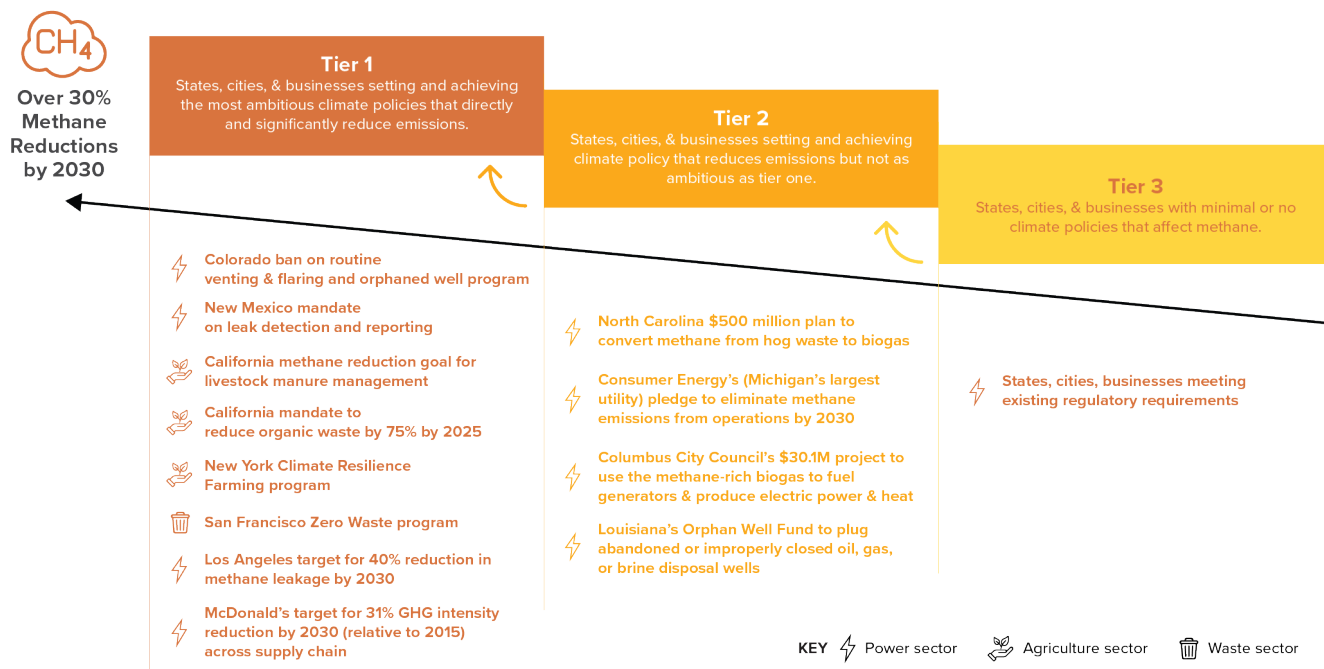 CH4
Over 30%
Methane
Reductions
by 2030
Tier 1
States, cities, & businesses setting and achieving
the most ambitious climate policies that directly
and significantly reduce emissions.
Colorado ban on routine
venting & flaring and orphaned well program
New Mexico mandate
on leak detection and reporting
California methane reduction goal for
livestock manure management
California mandate to
reduce organic waste by 75% by 2025
New York Climate Resilience
Farming program
San Francisco Zero Waste program
Los Angeles target for 40% reduction in
methane leakage by 2030
McDonald's target for 31% GHG intensity
reduction by 2030 (relative to 2015)
across supply chain
Tier 2
States, cities, & businesses setting and achieving
climate policy that reduces emissions but not as
ambitious as tier one.
North Carolina $500 million plan to
convert methane from hog waste to biogas
Consumer Energy's (Michigan's largest
utility) pledge to eliminate methane
emissions from operations by 2030
Columbus City Council's $30.1M project to
use the methane-rich biogas to fuel
generators & produce electric power & heat
Louisiana's Orphan Well Fund to plug
abandoned or improperly closed oil, gas,
or brine disposal wells
Tier 3
States, cities, & businesses with minimal or no
climate policies that affect methane.
States, cities, businesses meeting
existing regulatory requirements
KEY Power sector Agriculture sector Waste sector